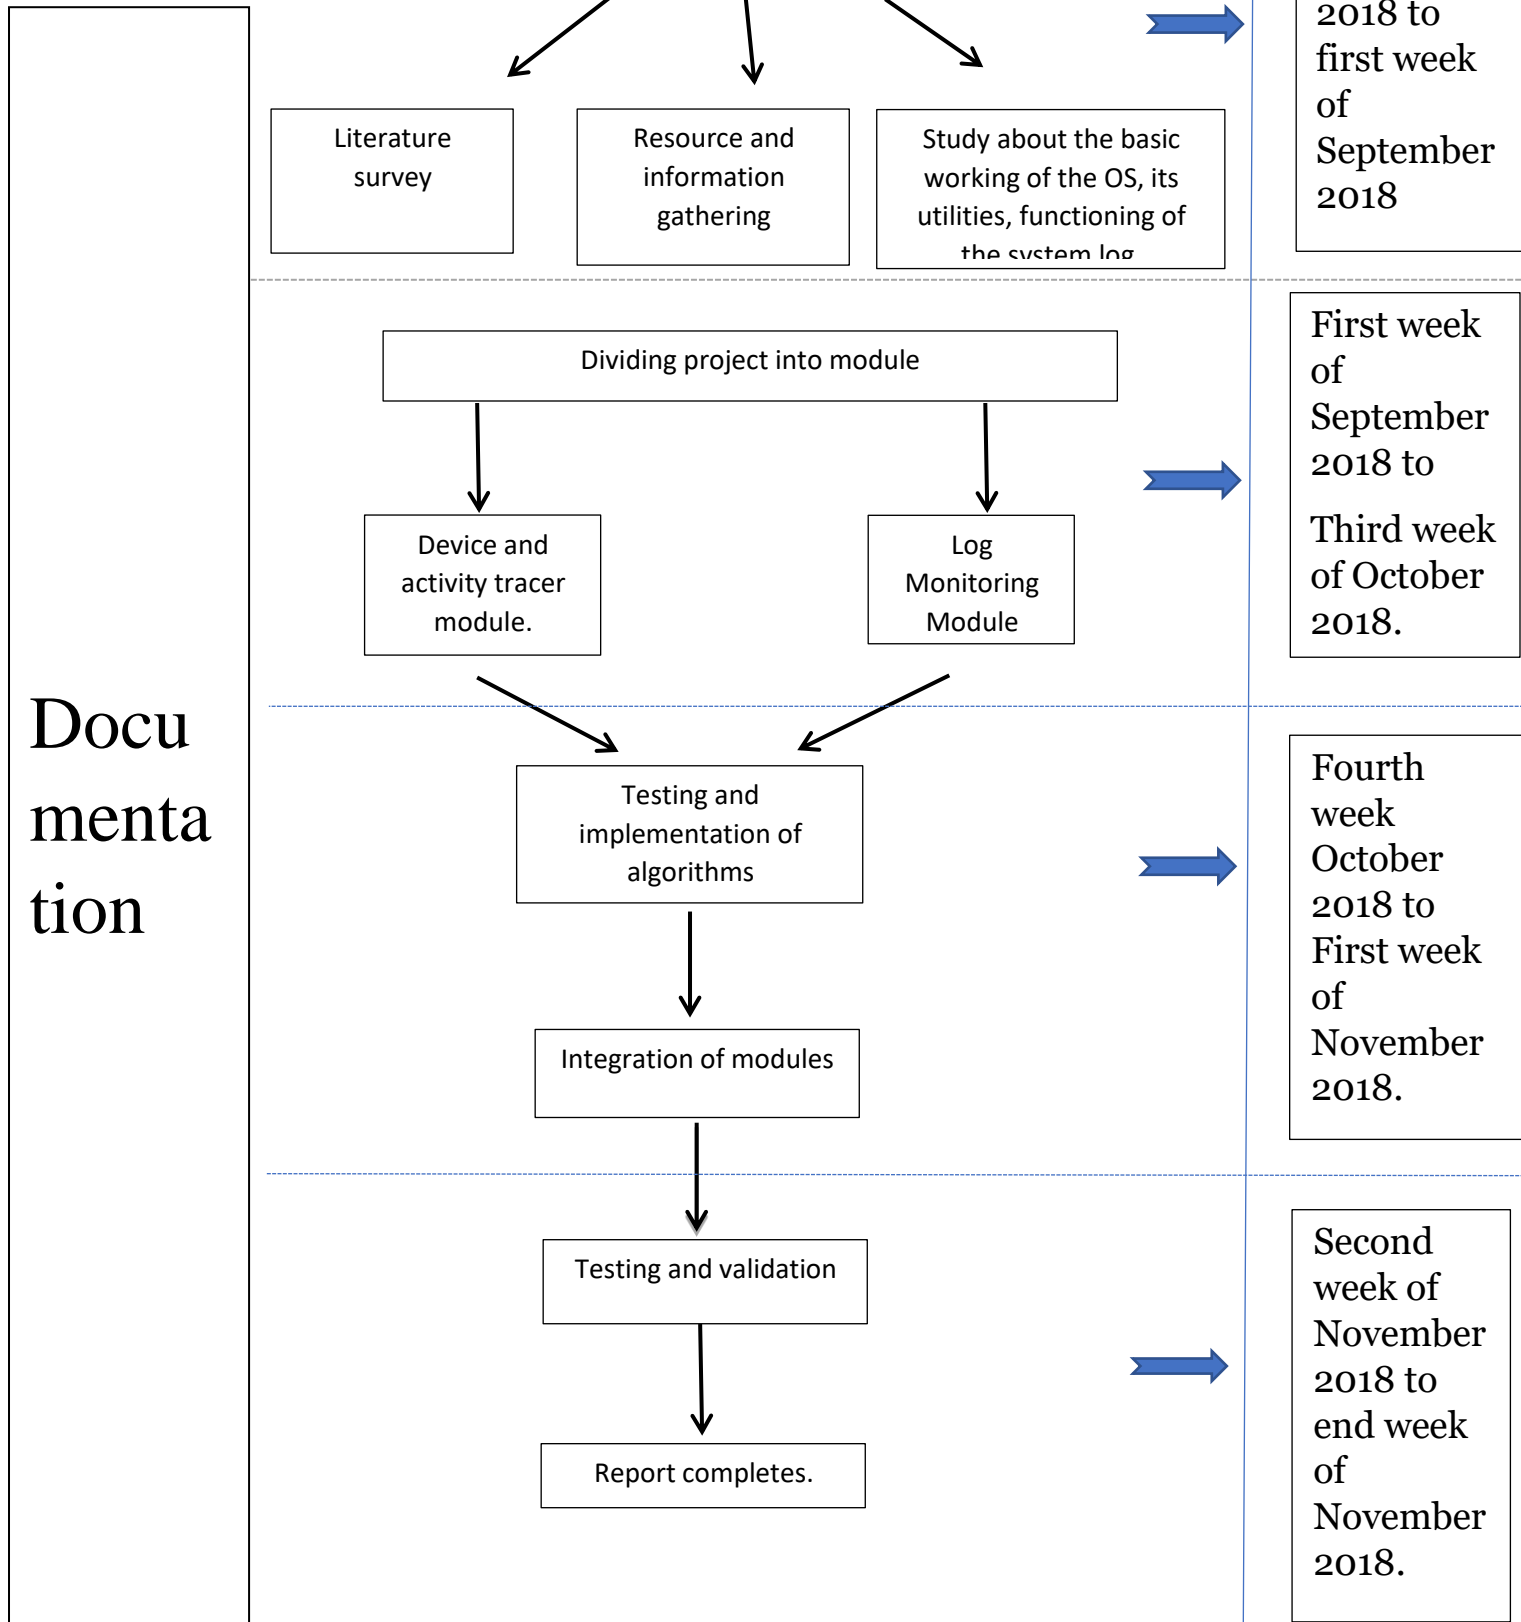 2018 to
first week
of
September
2018
Literature
survey
Resource and
information
gathering
Study about the basic
working of the OS, its
utilities, functioning of
the system log
Dividing project into module
First week
of
September
2018 to
Third week
of October
2018.
Device and
activity tracer
module.
Log
Monitoring
Module
Docu
menta
tion
Testing and
implementation of
algorithms
Fourth
week
October
2018 to
First week
of
November
2018.
Integration of modules
Testing and validation
Second
week of
November
2018 to
end week
of
November
2018.
Report completes.